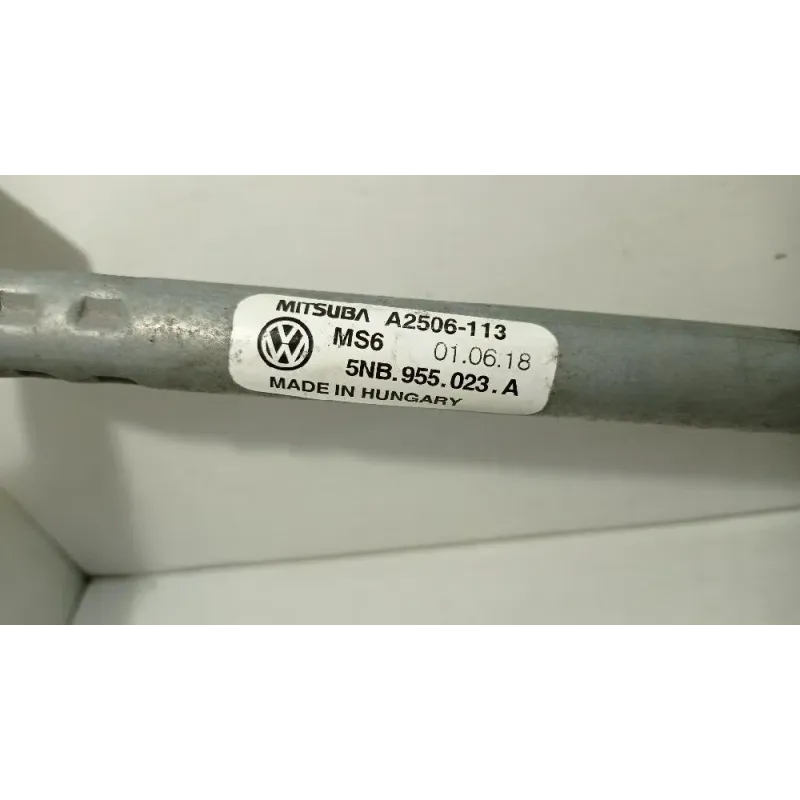 MITSUBA A2506-113
MS6 01.06.18
5NB.955.023.A
MADE IN HUNGARY